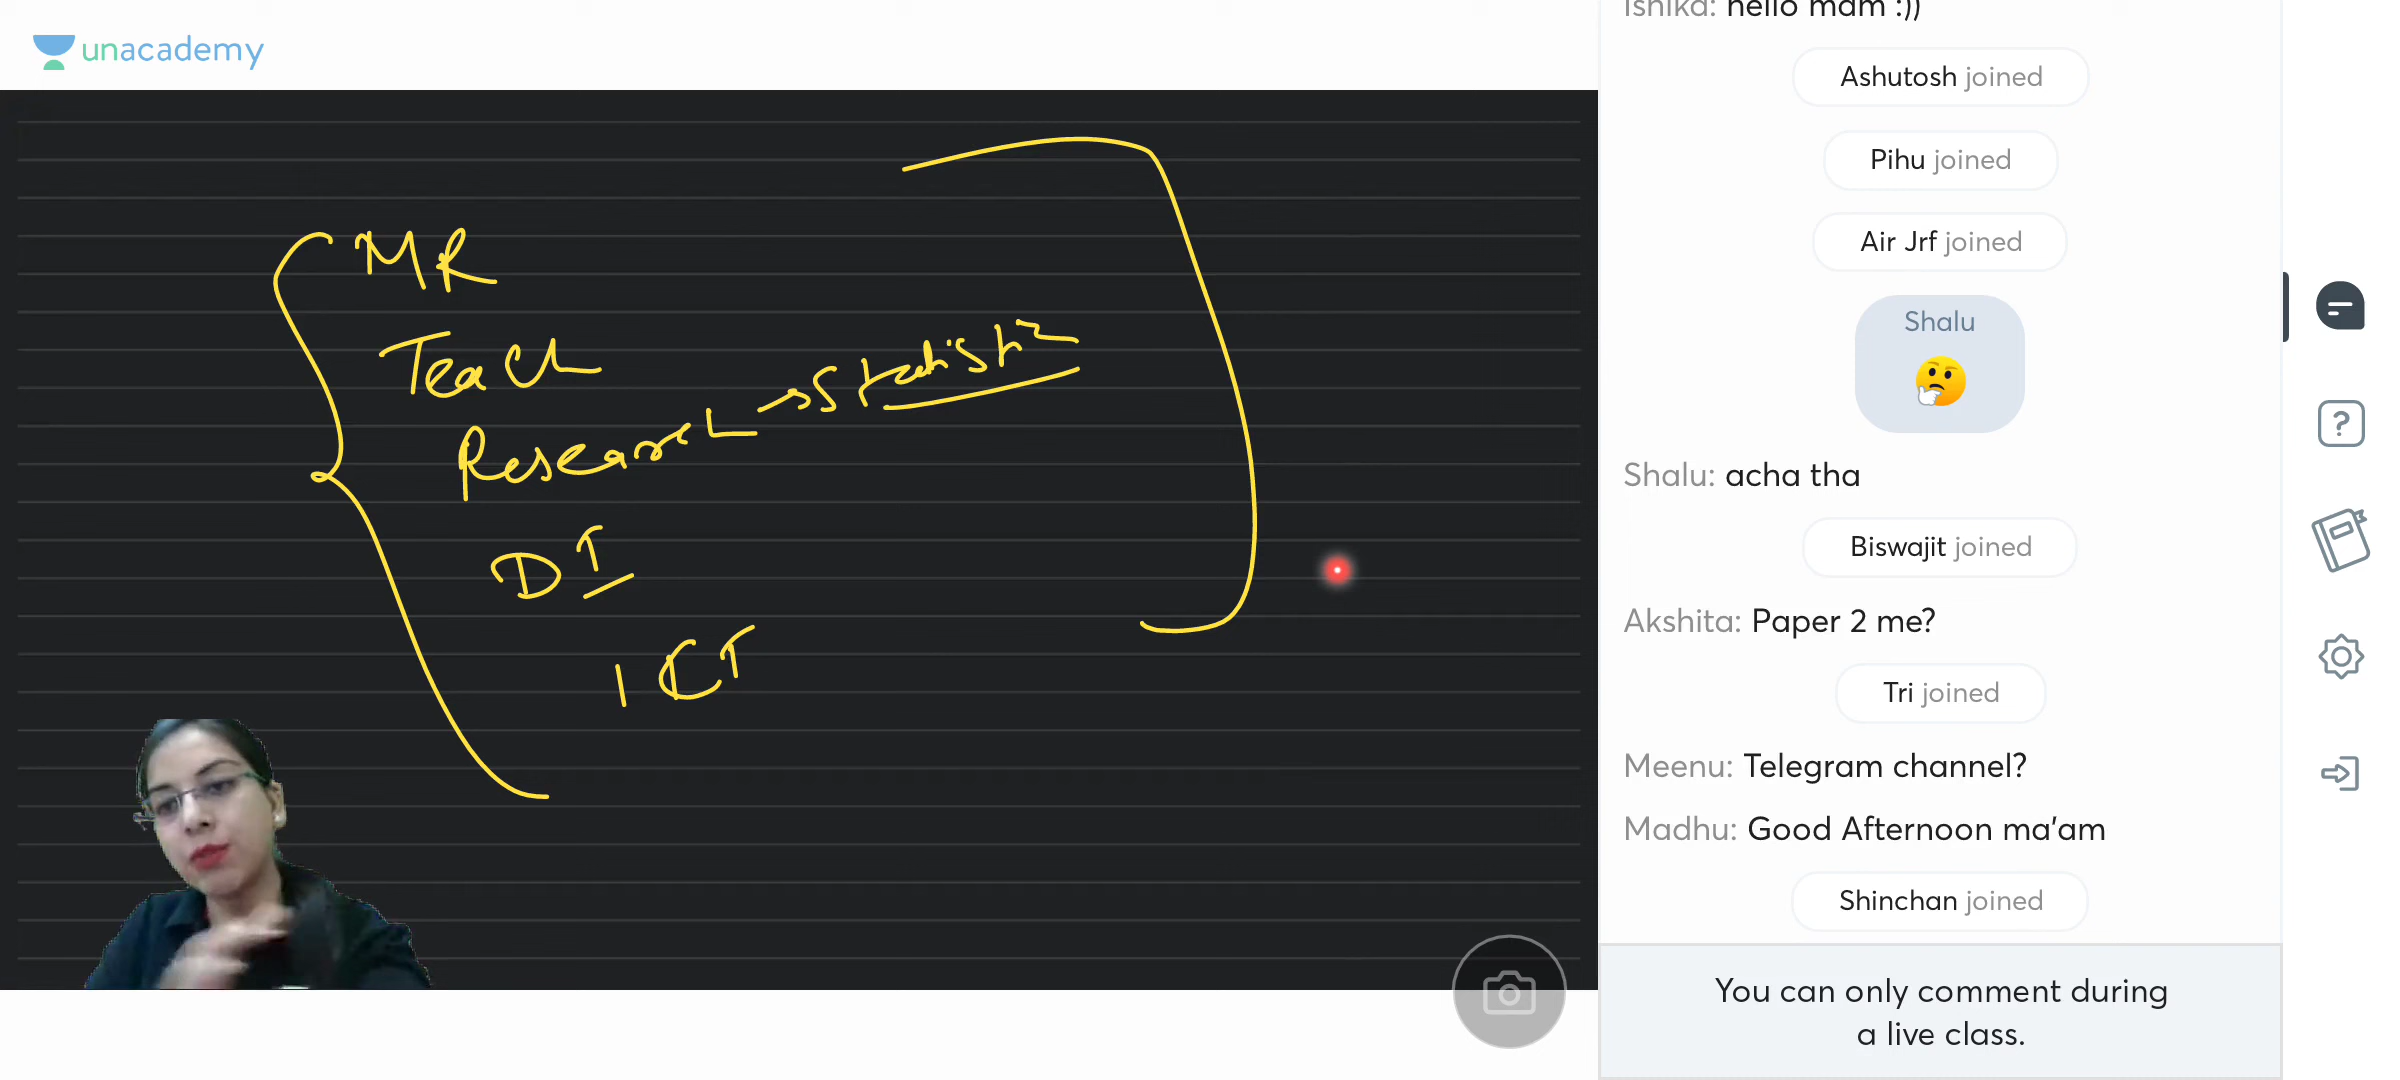 unacademy
MR
Teach
Research → Statistics
DI
ICT
Ishika: hello mam :))
Ashutosh joined
Pihu joined
Air Jrf joined
Shalu
🤔
Shalu: acha tha
Biswajit joined
Akshita: Paper 2 me?
Tri joined
Meenu: Telegram channel?
Madhu: Good Afternoon ma'am
Shinchan joined
You can only comment during
a live class.